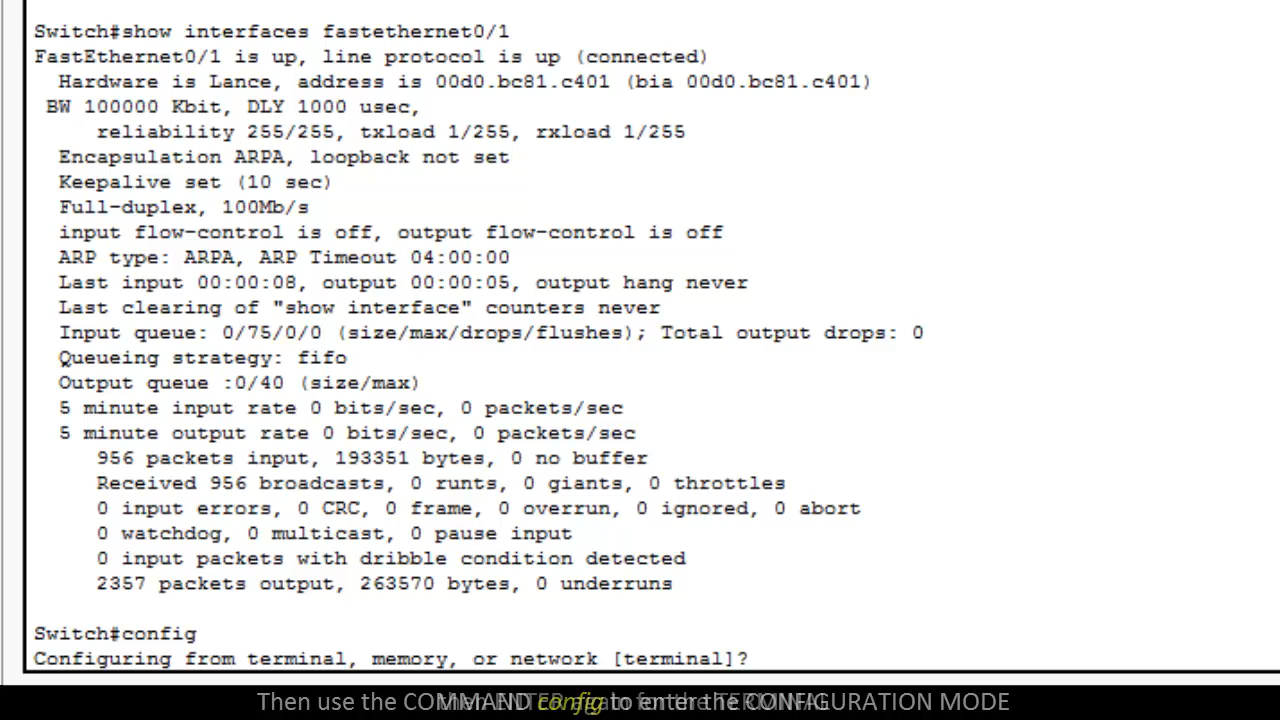 Switch#show interfaces fastethernet0/1
FastEthernet0/1 is up, line protocol is up (connected)
Hardware is Lance, address is 00d0.bc81.c401 (bia 00d0.bc81.c401)
BW 100000 Kbit, DLY 1000 usec,
reliability 255/255, txload 1/255, rxload 1/255
Encapsulation ARPA, loopback not set
Keepalive set (10 sec)
Full-duplex, 100Mb/s
input flow-control is off, output flow-control is off
ARP type: ARPA, ARP Timeout 04:00:00
Last input 00:00:08, output 00:00:05, output hang never
Last clearing of "show interface" counters never
Input queue: 0/75/0/0 (size/max/drops/flushes); Total output drops: 0
Queueing strategy: fifo
Output queue :0/40 (size/max)
5 minute input rate 0 bits/sec, 0 packets/sec
5 minute output rate 0 bits/sec, 0 packets/sec
956 packets input, 193351 bytes, 0 no buffer
Received 956 broadcasts, 0 runts, 0 giants, 0 throttles
0 input errors, 0 CRC, 0 frame, 0 overrun, 0 ignored, 0 abort
0 watchdog, 0 multicast, 0 pause input
0 input packets with dribble condition detected
2357 packets output, 263570 bytes, 0 underruns
Switch#config
Configuring from terminal, memory, or network [terminal]?
Then use the COMMAND config to enter the CONFIGURATION MODE